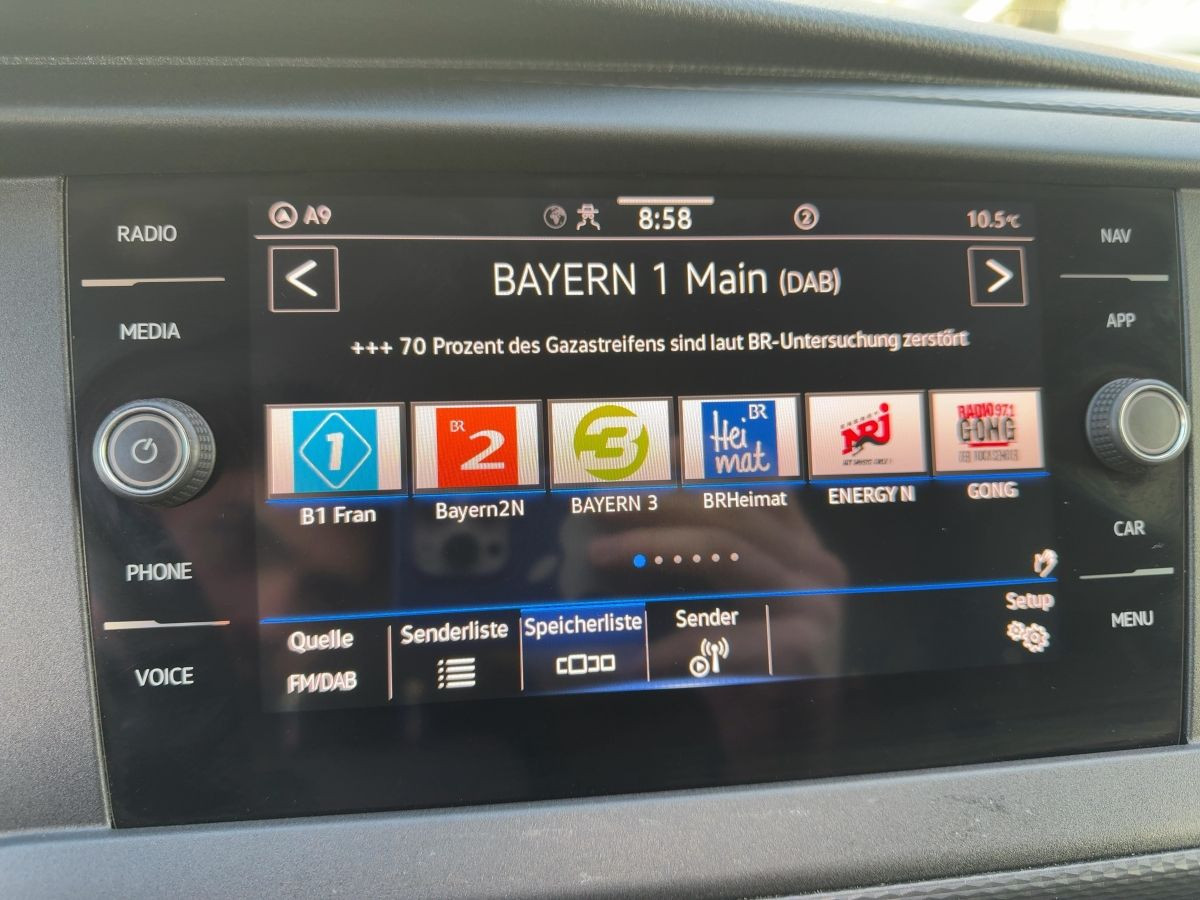 RADIO
MEDIA
PHONE
VOICE
A9
8:58
2
10.5°C
BAYERN 1 Main (DAB)
+++ 70 Prozent des Gazastreifens sind laut BR-Untersuchung zerstört
1
BR
2
3
BR
Hei
mat
NRJ
RADIO 97.1
GONG
B1 Fran
Bayern2N
BAYERN 3
BRHeimat
ENERGY N
GONG
Quelle
FM/DAB
Senderliste
Speicherliste
Sender
Setup
NAV
APP
CAR
MENU